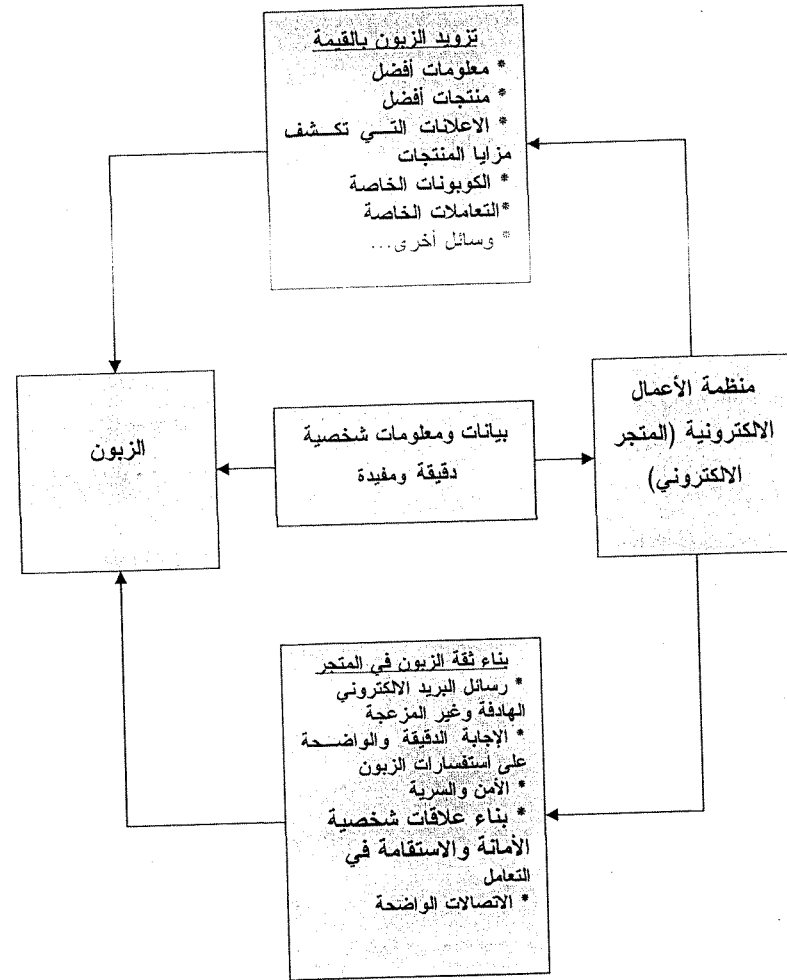 تزويد الزبون بالقيمة
* معلومات أفضل
* منتجات أفضل
* الاعلانات التي تكشف
مزايا المنتجات
* الكوبونات الخاصة
*التعاملات الخاصة
* وسائل أخرى...
منظمة الأعمال
الالكترونية (المتجر
الالكتروني)
بيانات ومعلومات شخصية
دقيقة ومفيدة
الزبون
بناء ثقة الزبون في المتجر
* رسائل البريد الالكتروني
الهادفة وغير المزعجة
* الإجابة الدقيقة والواضحة
على استفسارات الزبون
* الأمن والسرية
* بناء علاقات شخصية
الأمانة والاستقامة في
التعامل
* الاتصالات الواضحة